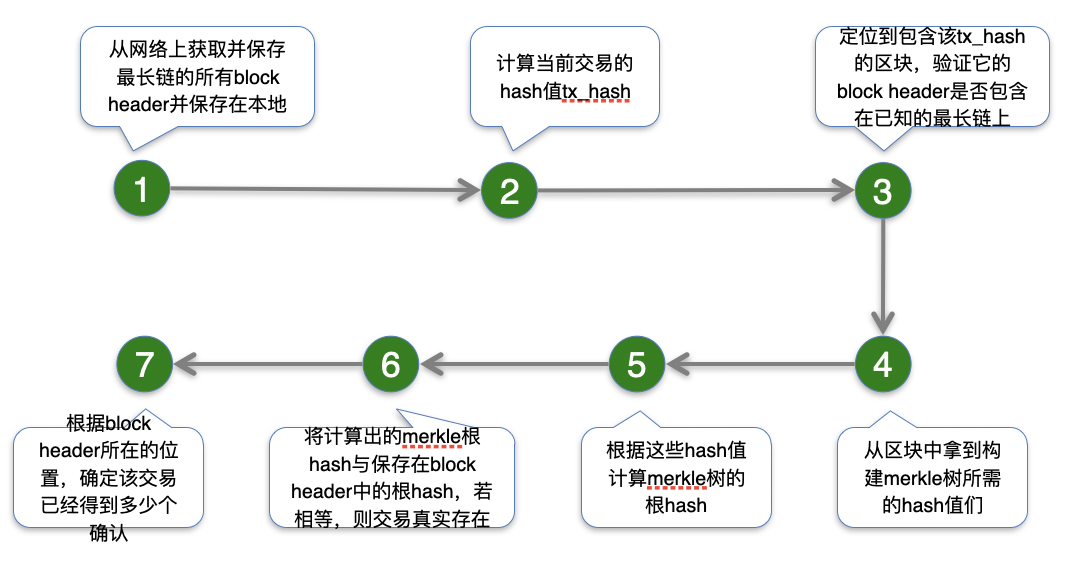 从网络上获取并保存
最长链的所有block
header并保存在本地
计算当前交易的
hash值tx_hash
定位到包含该tx_hash
的区块，验证它的
block header是否包含
在已知的最长链上
1
2
3
7
6
5
4
根据block
header所在的位
置，确定该交易
已经得到多少个
确认
将计算出的merkle根
hash与保存在block
header中的根hash，若
相等，则交易真实存在
根据这些hash值
计算merkle树的
根hash
从区块中拿到构
建merkle树所需
的hash值们